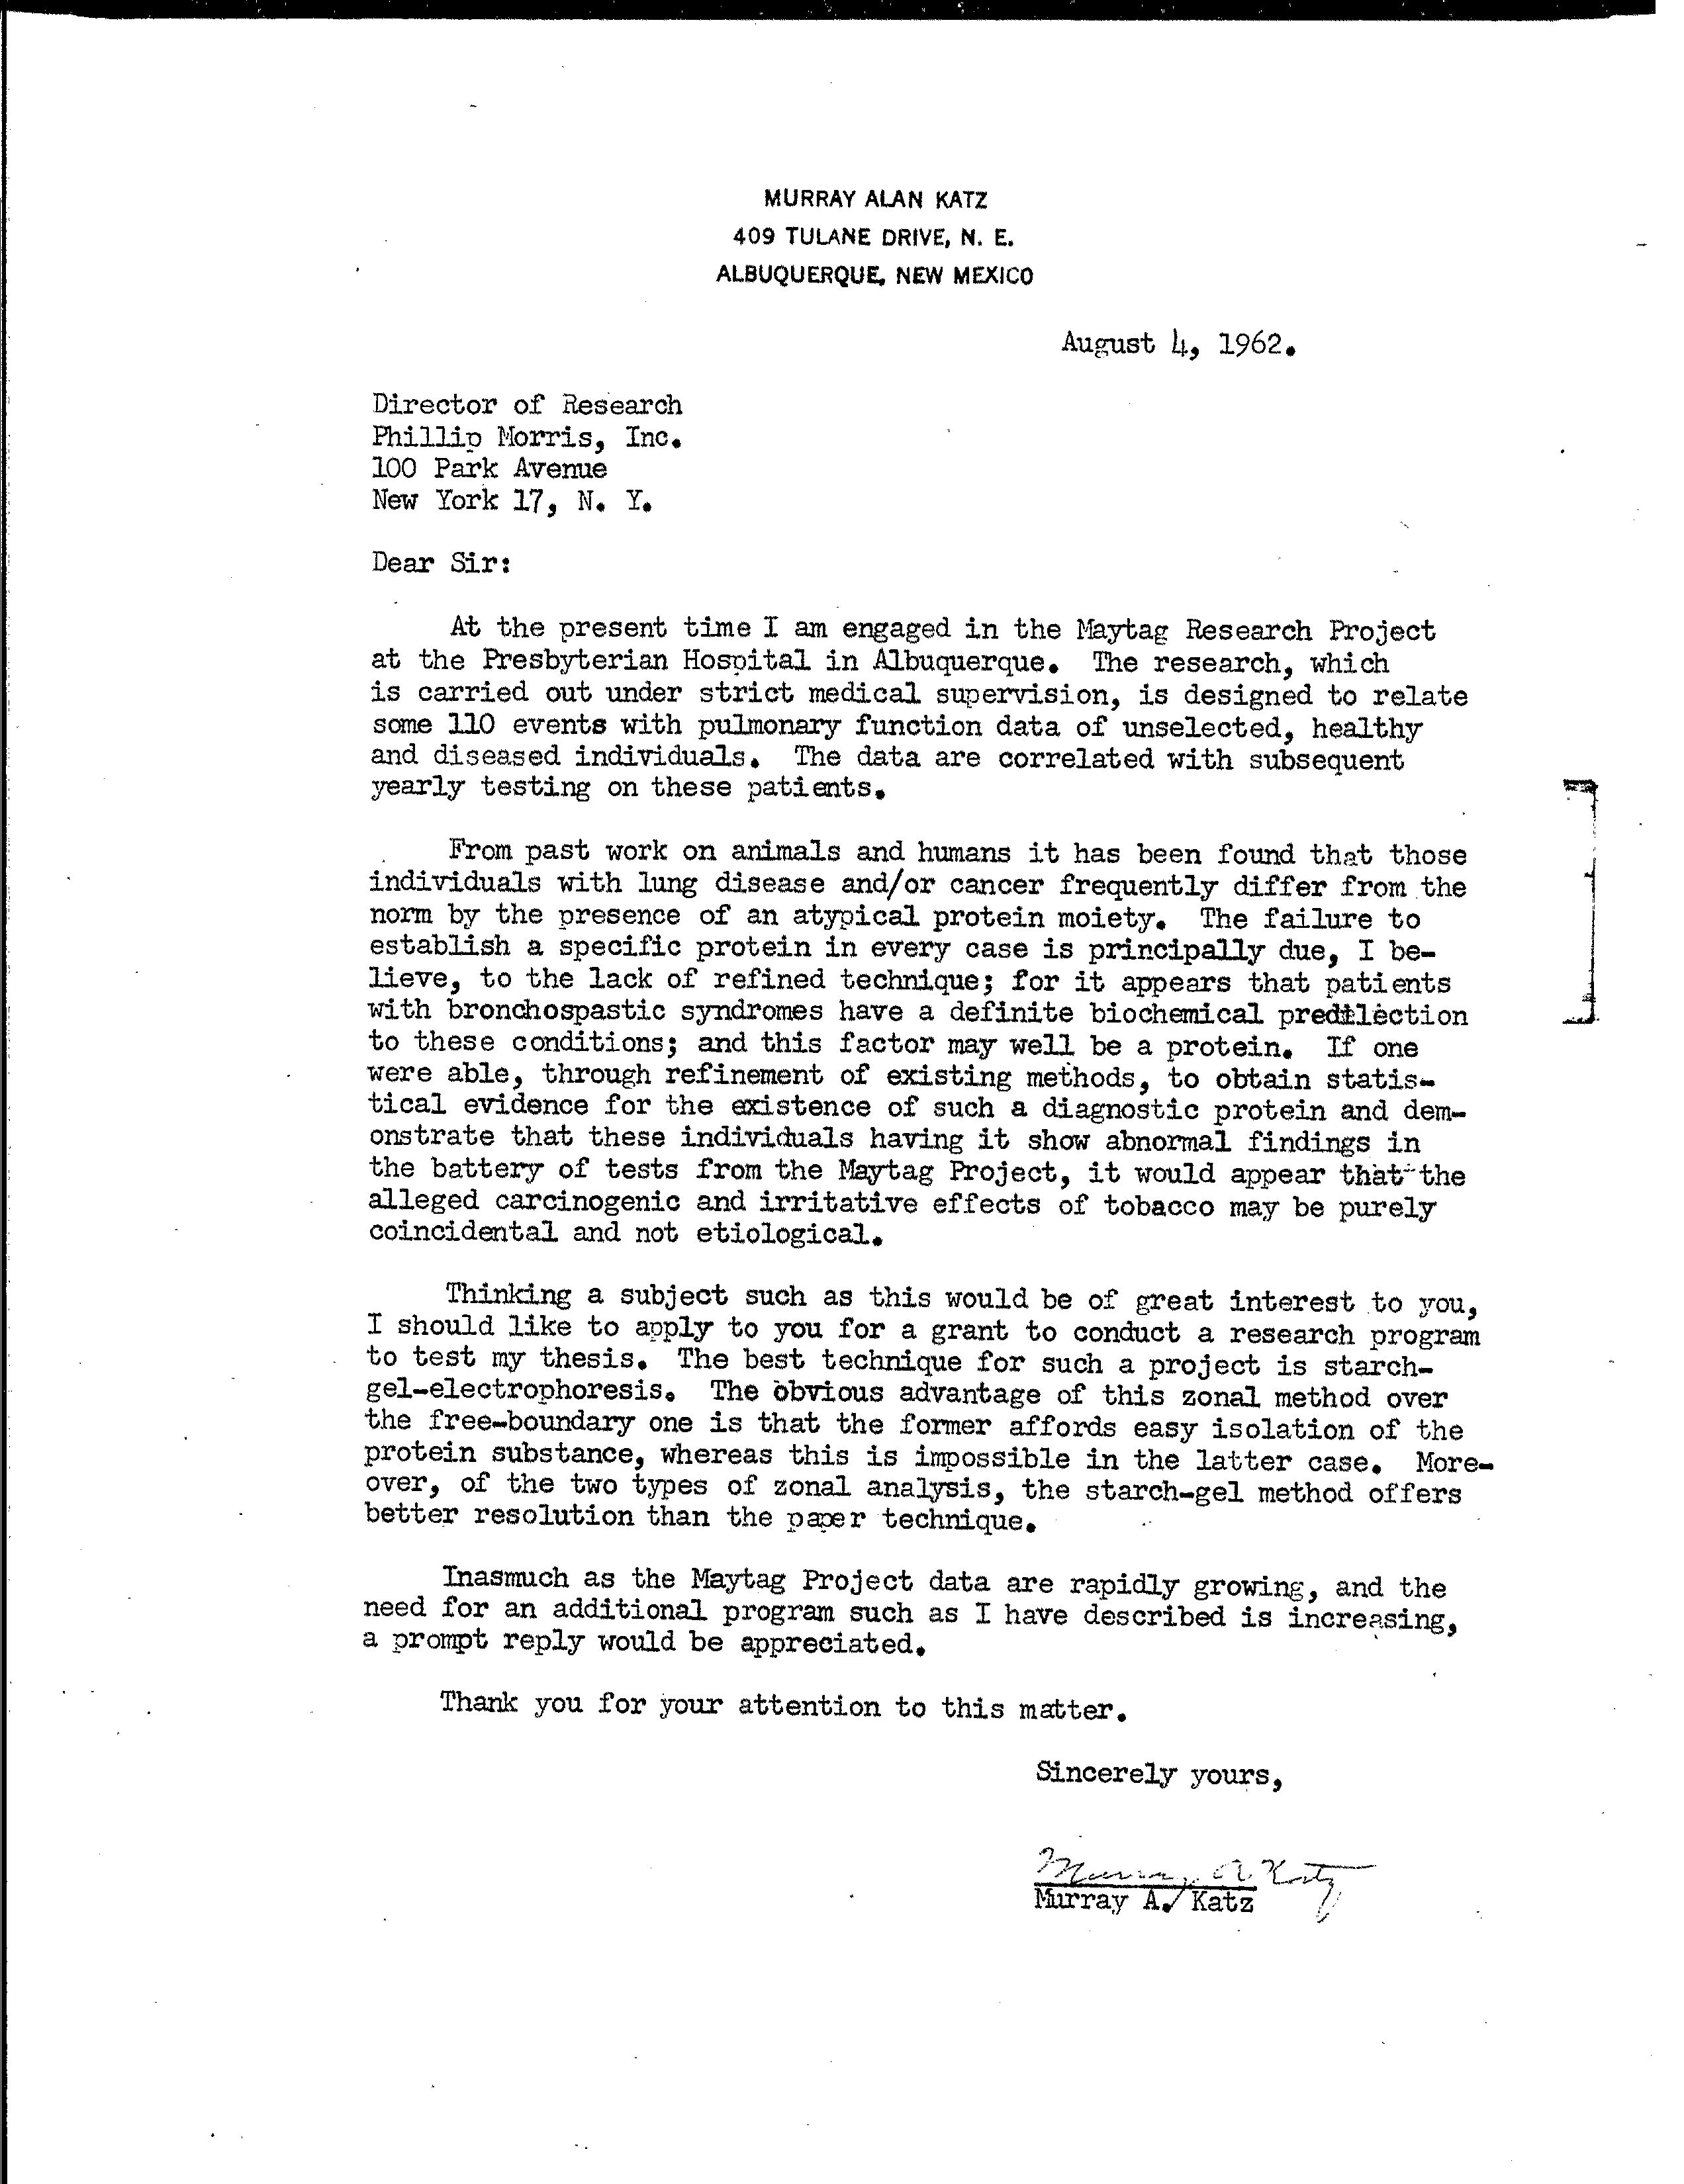 MURRAY ALAN KATZ
409 TULANE DRIVE, N. E.
ALBUQUERQUE, NEW MEXICO
August 4, 1962.
Director of Research
Phillip Morris, Inc.
100 Park Avenue
New York 17, N. Y.
Dear Sir:
At the present time I am engaged in the Maytag Research Project
at the Presbyterian Hospital in Albuquerque. The research, which
is carried out under strict medical supervision, is designed to relate
some 110 events with pulmonary function data of unselected, healthy
and diseased individuals. The data are correlated with subsequent
yearly testing on these patients.
From past work on animals and humans it has been found that those
individuals with lung disease and/or cancer frequently differ from the
norm by the presence of an atypical protein moiety. The failure to
establish a specific protein in every case is principally due, I be-
lieve, to the lack of refined technique; for it appears that patients
with bronchospastic syndromes have a definite biochemical predilection
to these conditions; and this factor may well be a protein. If one
were able, through refinement of existing methods, to obtain statis-
tical evidence for the existence of such a diagnostic protein and dem-
onstrate that these individuals having it show abnormal findings in
the battery of tests from the Maytag Project, it would appear that the
alleged carcinogenic and irritative effects of tobacco may be purely
coincidental and not etiological.
Thinking a subject such as this would be of great interest to you,
I should like to apply to you for a grant to conduct a research program
to test my thesis. The best technique for such a project is starch-
gel-electrophoresis. The obvious advantage of this zonal method over
the free-boundary one is that the former affords easy isolation of the
protein substance, whereas this is impossible in the latter case. More-
over, of the two types of zonal analysis, the starch-gel method offers
better resolution than the paper technique.
Inasmuch as the Maytag Project data are rapidly growing, and the
need for an additional program such as I have described is increasing,
a prompt reply would be appreciated.
Thank you for your attention to this matter.
Sincerely yours,
Murray A. Katz
Murray A. Katz